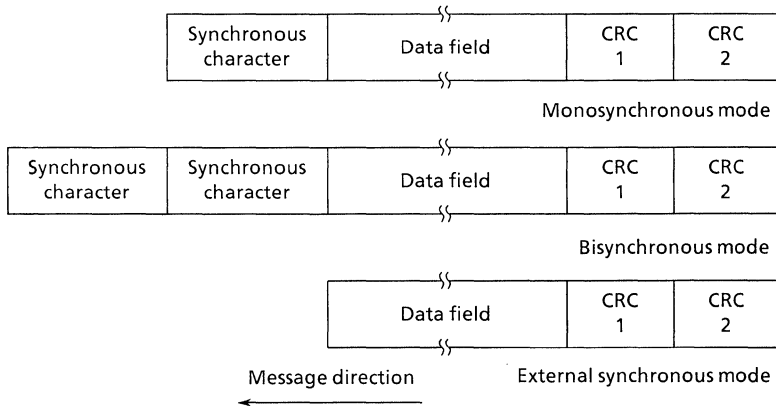 Synchronous character
Data field
CRC 1
CRC 2
Monosynchronous mode
Synchronous character
Synchronous character
Data field
CRC 1
CRC 2
Bisynchronous mode
Data field
CRC 1
CRC 2
Message direction
External synchronous mode